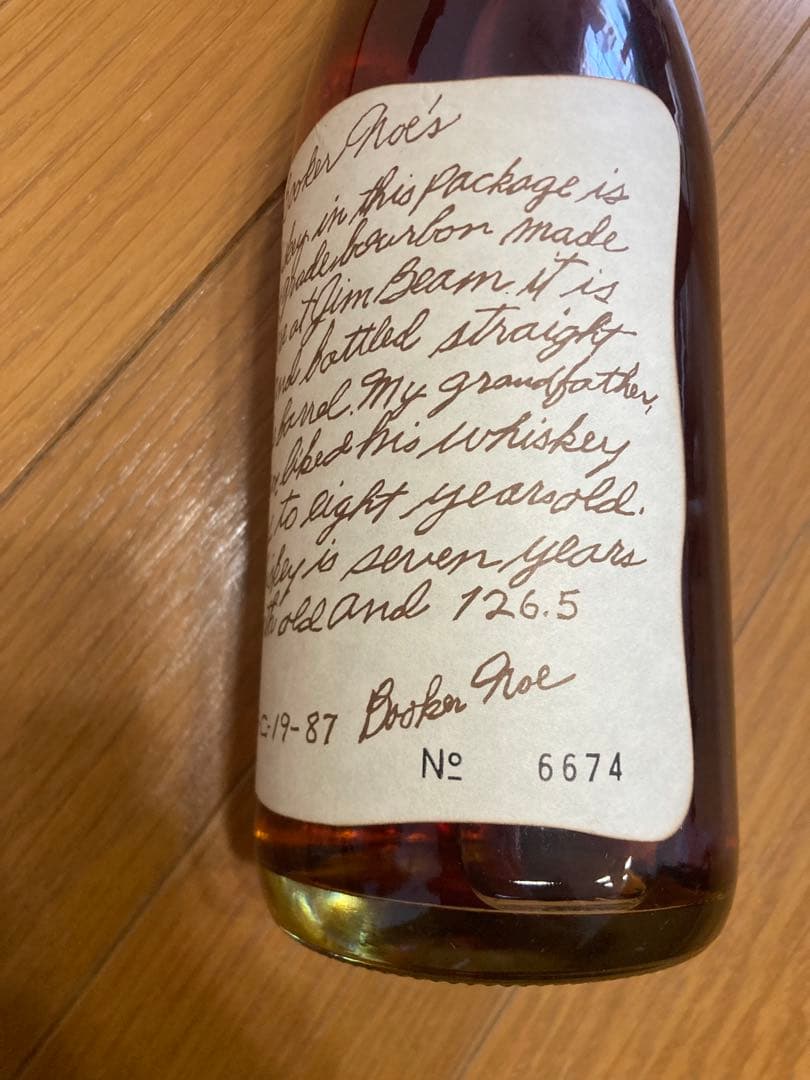 Booker Noe's
in this package is
bourbon made
at Jim Beam. it is
and bottled straight
barrel. My grandfather,
liked his whiskey
to eight years old.
is seven years
old and 126.5
C-19-87 Booker Noe
Nº 6674